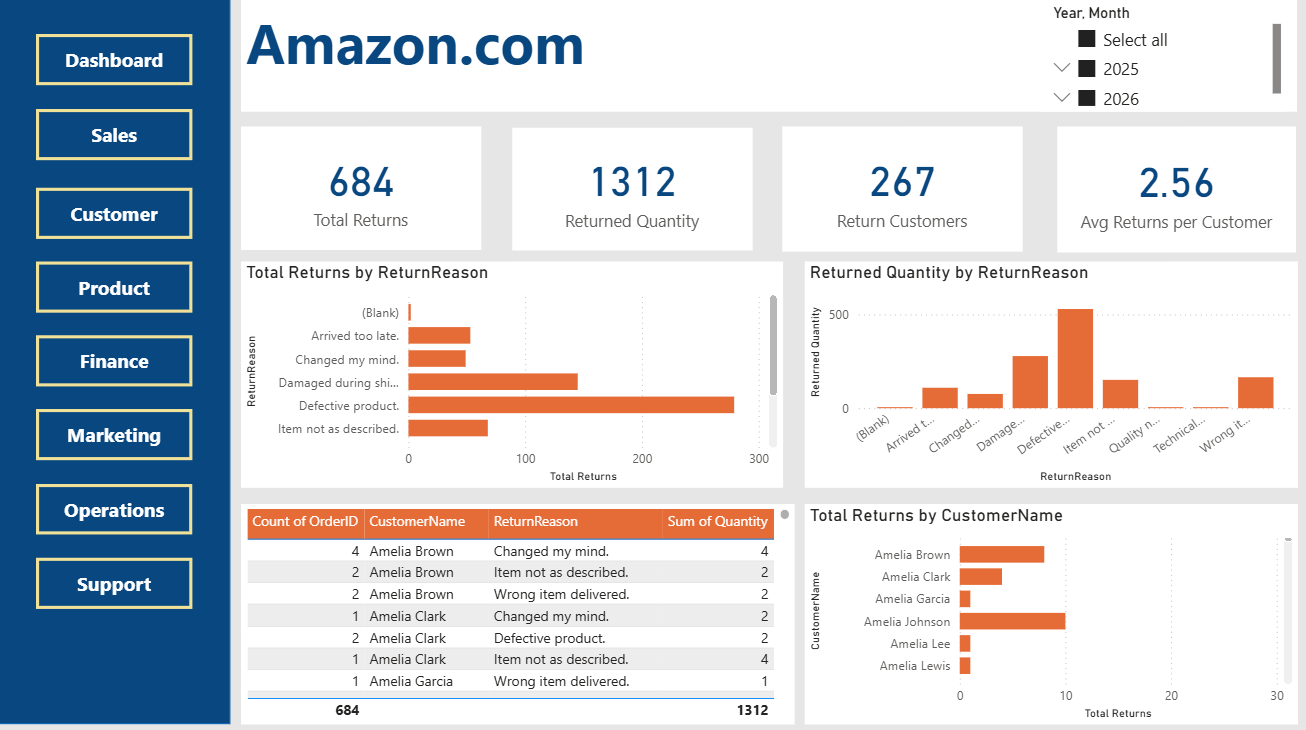 Dashboard
Sales
Customer
Product
Finance
Marketing
Operations
Support
Amazon.com
Year, Month
Select all
2025
2026
684
Total Returns
1312
Returned Quantity
267
Return Customers
2.56
Avg Returns per Customer
Total Returns by ReturnReason
ReturnReason
(Blank)
Arrived too late.
Changed my mind.
Damaged during shi...
Defective product.
Item not as described.
0 100 200 300
Total Returns
Returned Quantity by ReturnReason
Returned Quantity
500
0
(Blank) Arrived t... Changed... Damage... Defective... Item not ... Quality n... Technical... Wrong it...
ReturnReason
Count of OrderID CustomerName ReturnReason Sum of Quantity
4 Amelia Brown Changed my mind. 4
2 Amelia Brown Item not as described. 2
2 Amelia Brown Wrong item delivered. 2
1 Amelia Clark Changed my mind. 2
2 Amelia Clark Defective product. 2
1 Amelia Clark Item not as described. 4
1 Amelia Garcia Wrong item delivered. 1
684 1312
Total Returns by CustomerName
CustomerName
Amelia Brown
Amelia Clark
Amelia Garcia
Amelia Johnson
Amelia Lee
Amelia Lewis
0 10 20 30
Total Returns